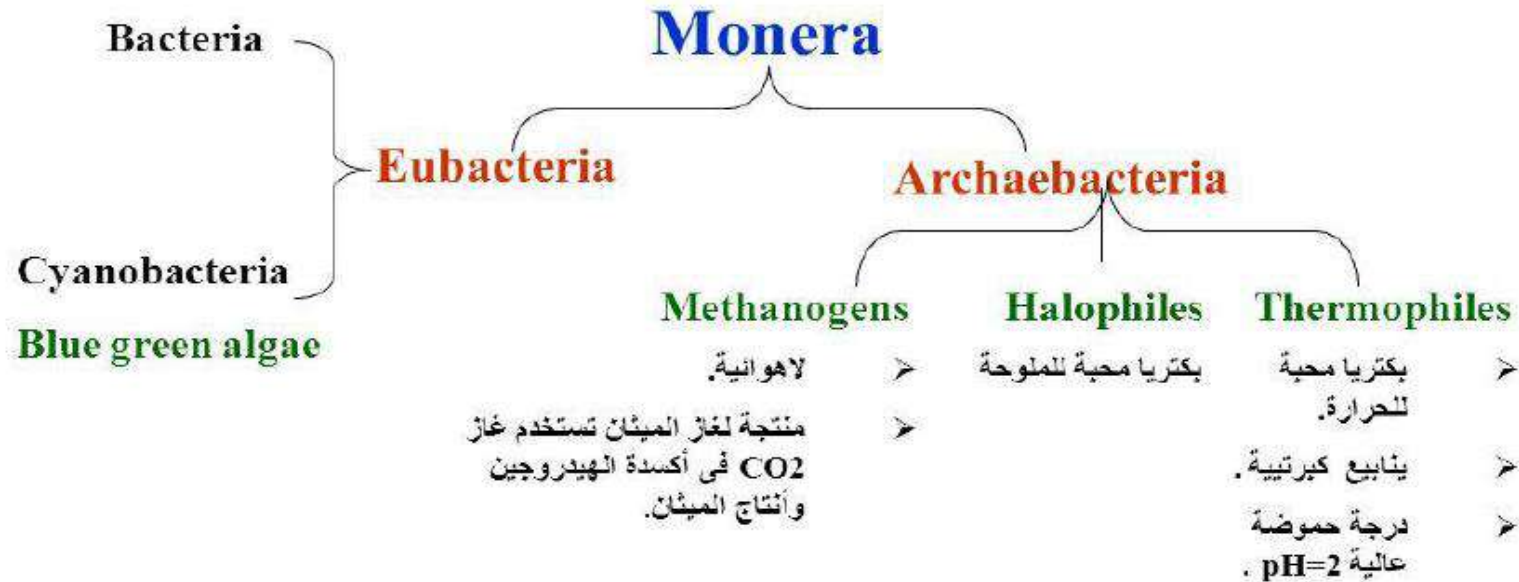 Monera
Bacteria
Eubacteria
Cyanobacteria
Blue green algae
Archaebacteria
Methanogens
لاهوائية.
منتجة لغاز الميثان تستخدم غاز
CO2 فى أكسدة الهيدروجين
وأنتاج الميثان.
Halophiles
بكتريا محبة للملوحة
Thermophiles
بكتريا محبة
للحرارة.
ينابيع كبرتيية.
درجة حموضة
عالية pH=2 .